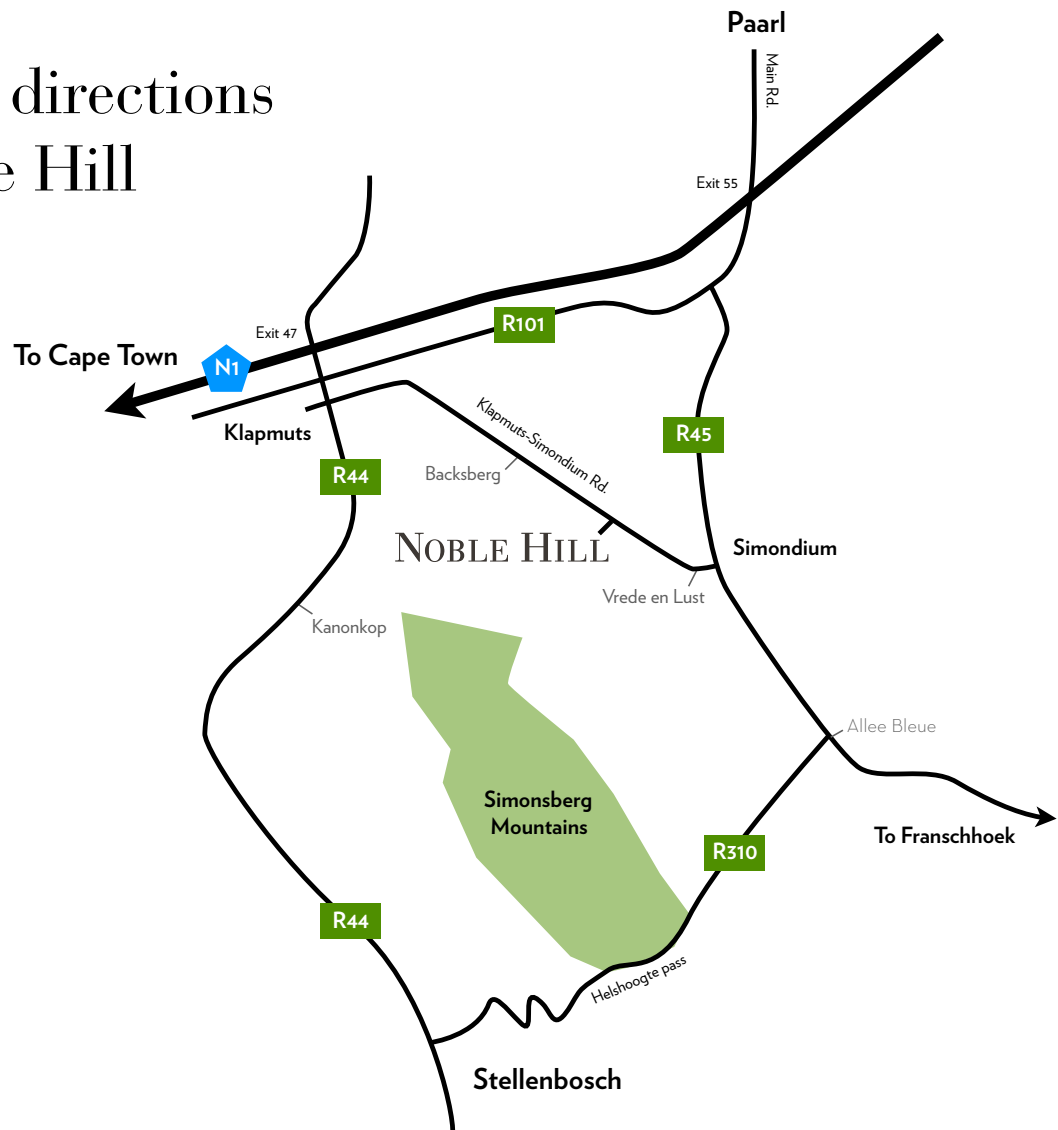 directions
e Hill
Paarl
Main Rd.
Exit 55
Exit 47
R101
To Cape Town
N1
Klapmuts
R44
Klapmuts-Simondium Rd.
R45
Backsberg
NOBLE HILL
Simondium
Vrede en Lust
Kanonkop
Allee Bleue
Simonsberg
Mountains
To Franschhoek
R310
R44
Helshoogte pass
Stellenbosch